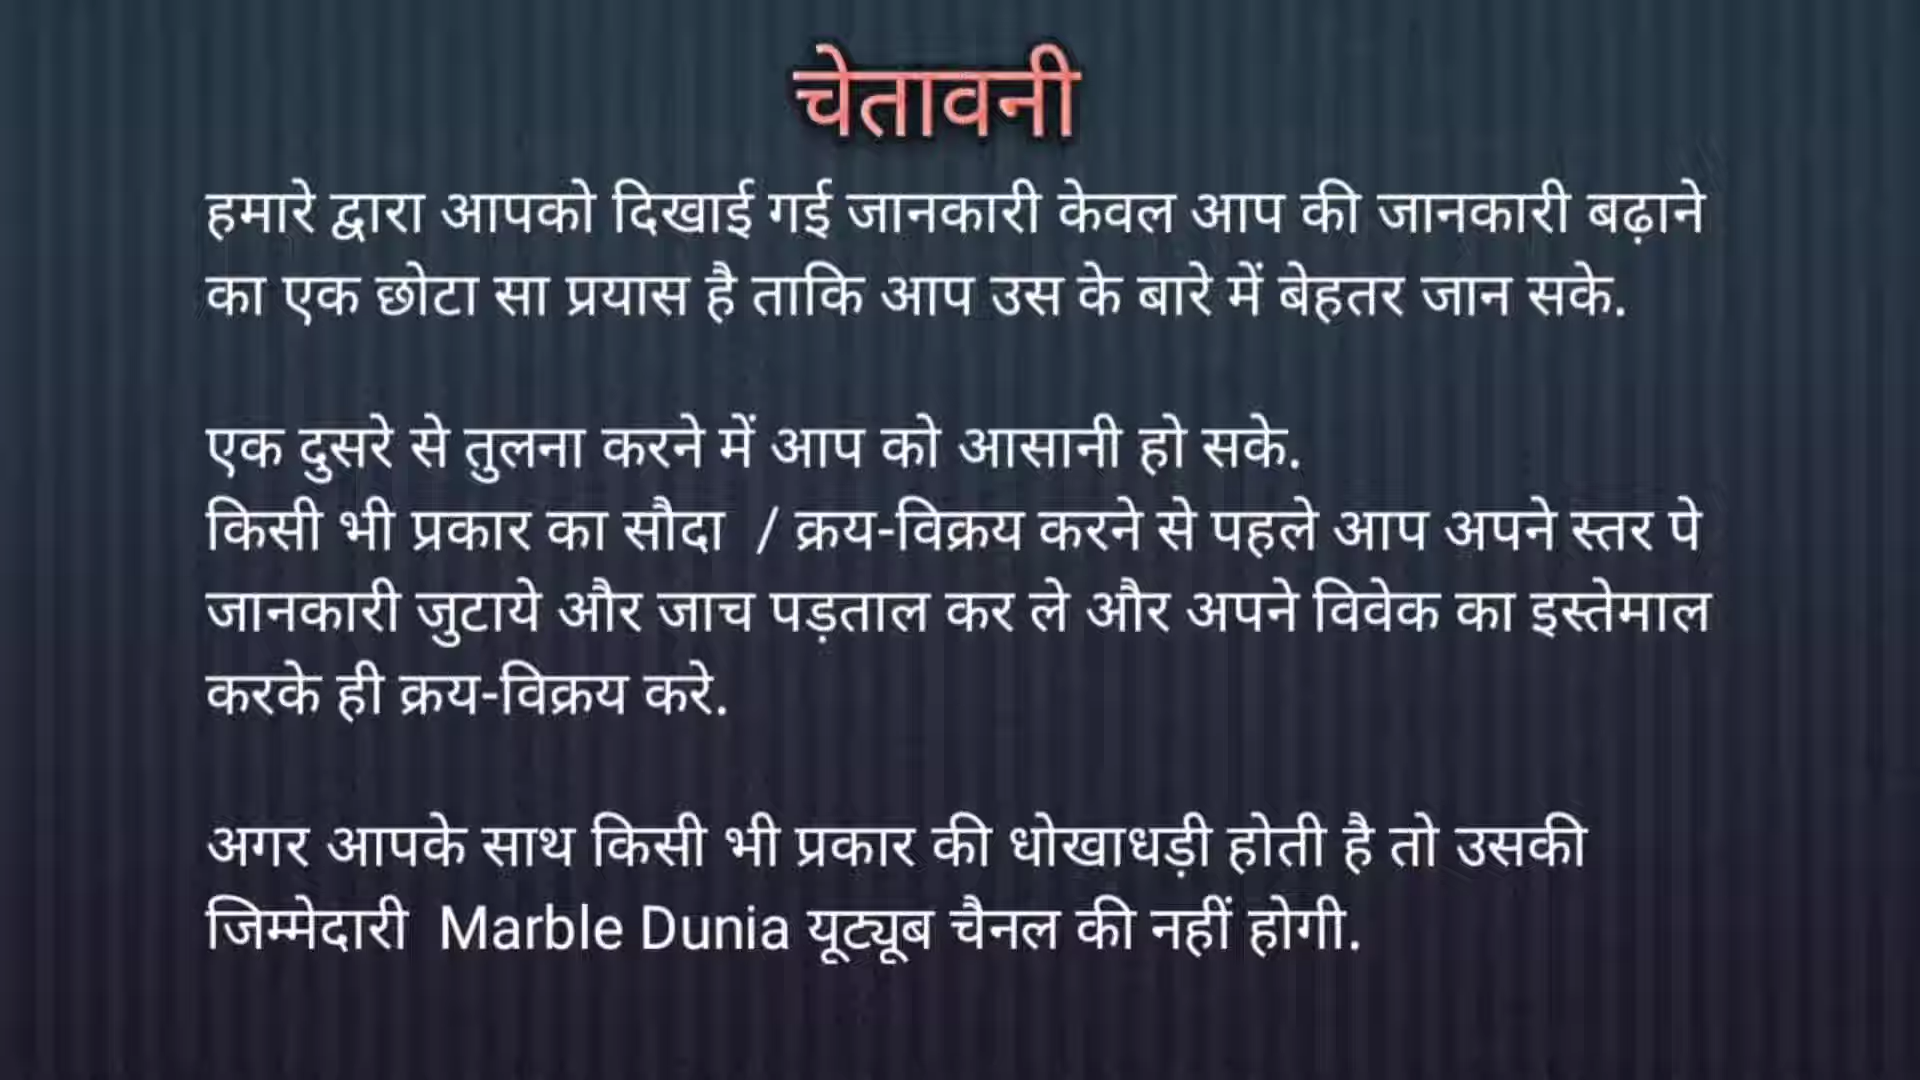 चेतावनी
हमारे द्वारा आपको दिखाई गई जानकारी केवल आप की जानकारी बढ़ाने
का एक छोटा सा प्रयास है ताकि आप उस के बारे में बेहतर जान सके.
एक दुसरे से तुलना करने में आप को आसानी हो सके.
किसी भी प्रकार का सौदा / क्रय-विक्रय करने से पहले आप अपने स्तर पे
जानकारी जुटाये और जाच पड़ताल कर ले और अपने विवेक का इस्तेमाल
करके ही क्रय-विक्रय करे.
अगर आपके साथ किसी भी प्रकार की धोखाधड़ी होती है तो उसकी
जिम्मेदारी Marble Dunia यूट्यूब चैनल की नहीं होगी.